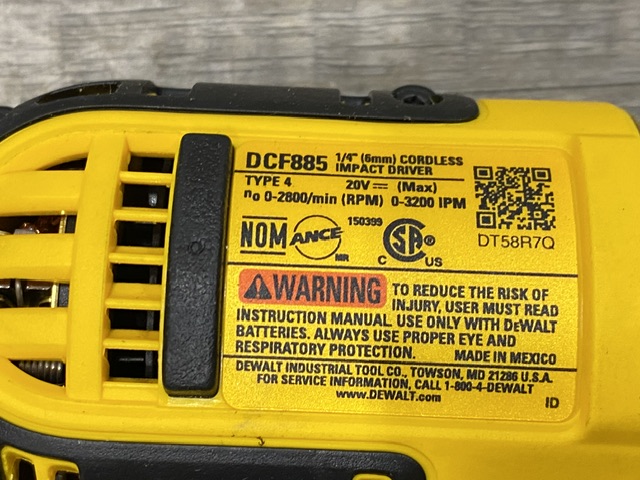 DCF885 1/4" (6mm) CORDLESS
IMPACT DRIVER
TYPE 4 20V ⎓ (Max)
no 0-2800/min (RPM) 0-3200 IPM
NOM ANCE MR 150399 C SA® C US
DT58R7Q
WARNING TO REDUCE THE RISK OF
INJURY, USER MUST READ
INSTRUCTION MANUAL. USE ONLY WITH DeWALT
BATTERIES. ALWAYS USE PROPER EYE AND
RESPIRATORY PROTECTION. MADE IN MEXICO
DEWALT INDUSTRIAL TOOL CO., TOWSON, MD 21286 U.S.A.
FOR SERVICE INFORMATION, CALL 1-800-4-DEWALT
www.DEWALT.com
ID